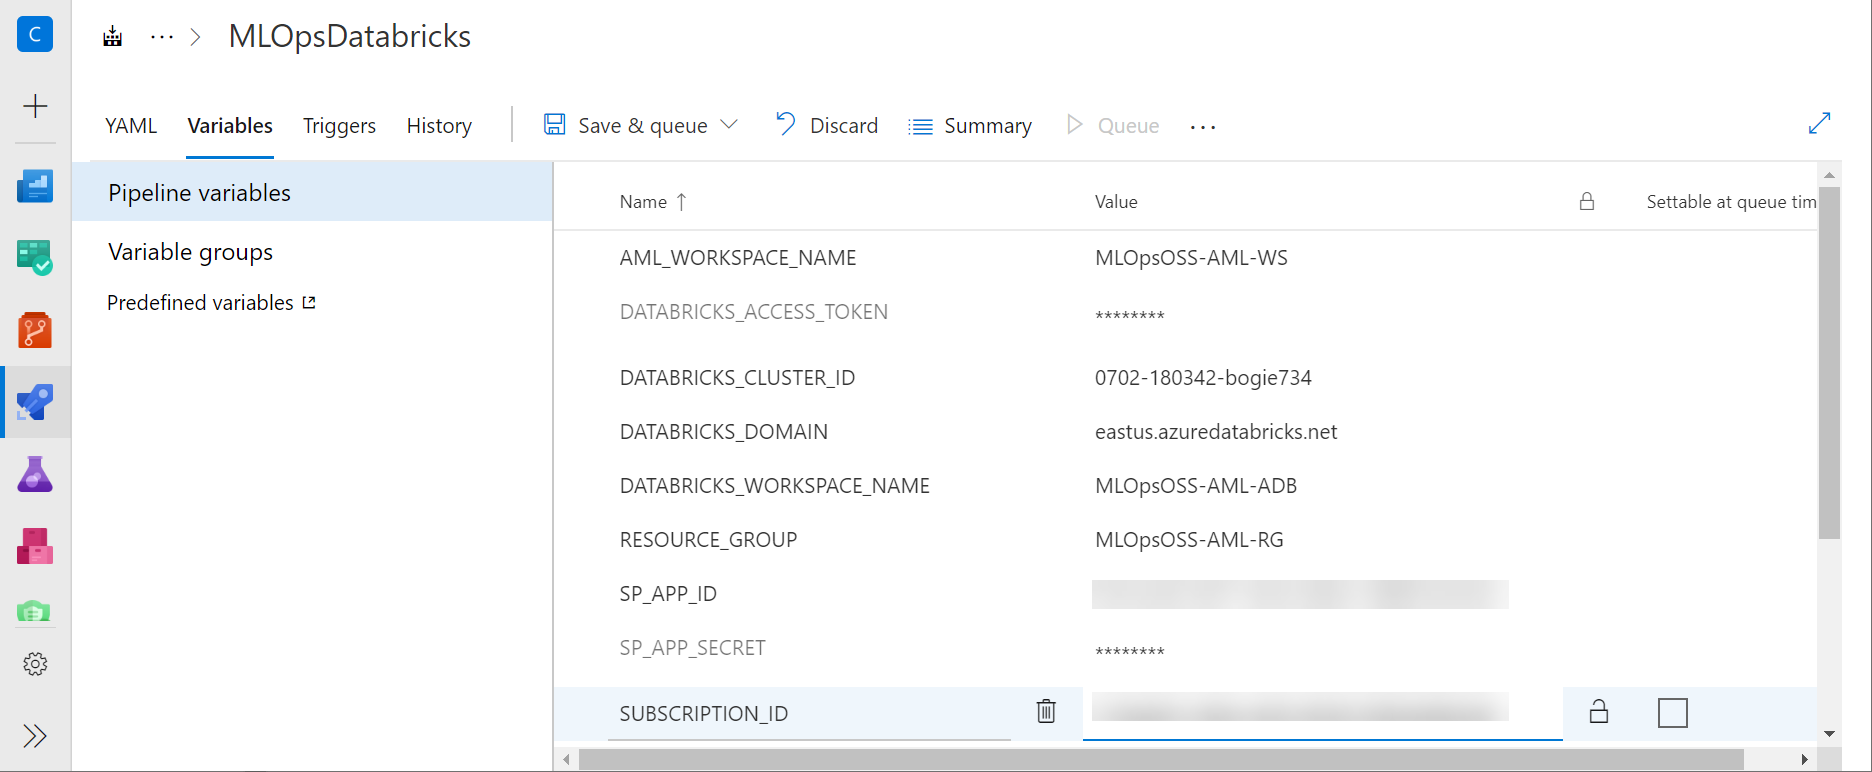 C
... > MLOpsDatabricks
YAML Variables Triggers History Save & queue Discard Summary Queue ...
Pipeline variables
Variable groups
Predefined variables
Name ↑ Value Settable at queue tim
AML_WORKSPACE_NAME MLOpsOSS-AML-WS
DATABRICKS_ACCESS_TOKEN ********
DATABRICKS_CLUSTER_ID 0702-180342-bogie734
DATABRICKS_DOMAIN eastus.azuredatabricks.net
DATABRICKS_WORKSPACE_NAME MLOpsOSS-AML-ADB
RESOURCE_GROUP MLOpsOSS-AML-RG
SP_APP_ID
SP_APP_SECRET ********
SUBSCRIPTION_ID